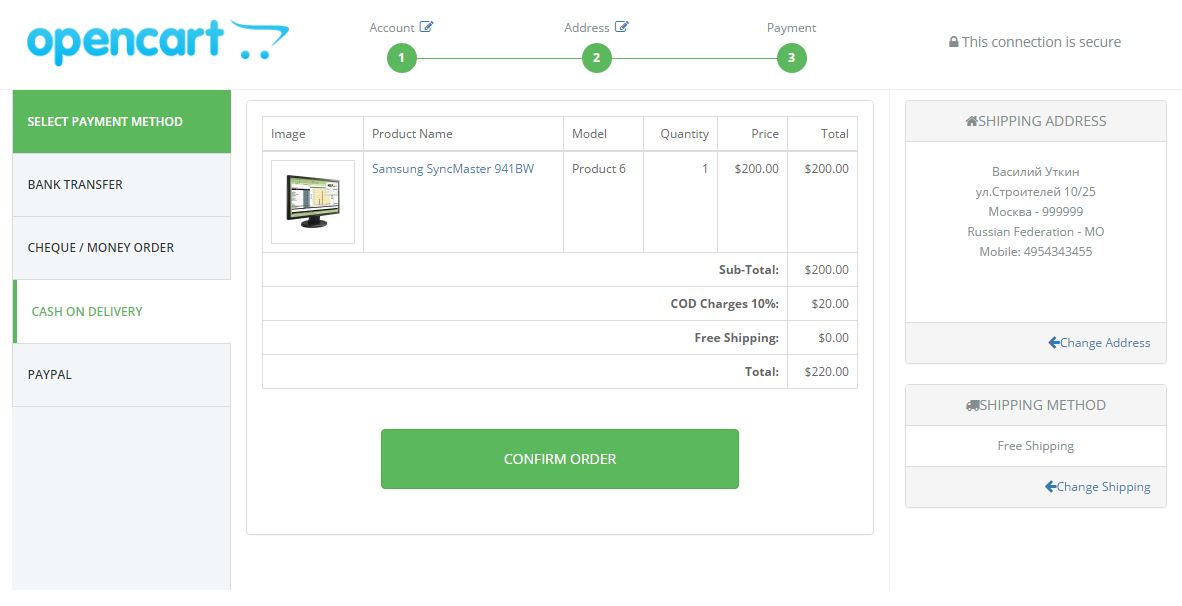 opencart
Account
Address
Payment
1
2
3
This connection is secure
SELECT PAYMENT METHOD
BANK TRANSFER
CHEQUE / MONEY ORDER
CASH ON DELIVERY
PAYPAL
Image Product Name Model Quantity Price Total
Samsung SyncMaster 941BW Product 6 1 $200.00 $200.00
Sub-Total: $200.00
COD Charges 10%: $20.00
Free Shipping: $0.00
Total: $220.00
CONFIRM ORDER
SHIPPING ADDRESS
Василий Уткин
ул.Строителей 10/25
Москва - 999999
Russian Federation - MO
Mobile: 4954343455
Change Address
SHIPPING METHOD
Free Shipping
Change Shipping